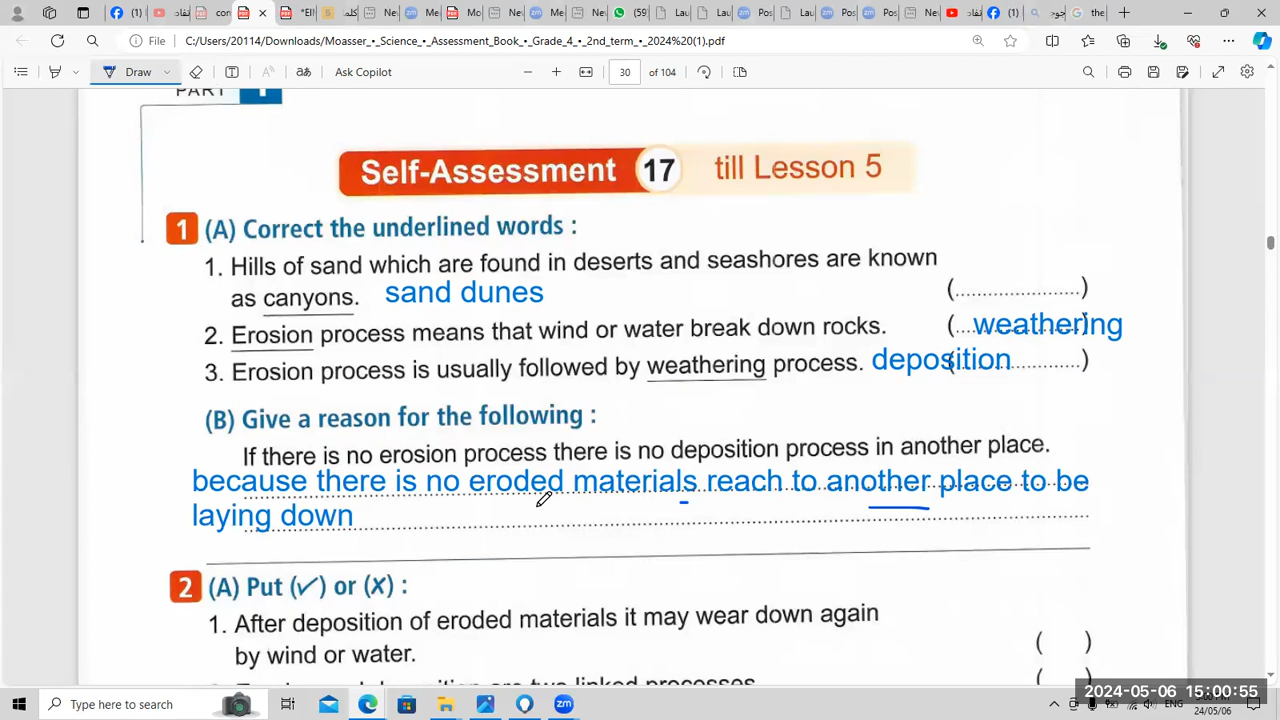 File
C:/Users/20114/Downloads/Moasser_•_Science_•_Assessment_Book_•_Grade_4_•_2nd_term_•_2024%20(1).pdf
Draw
Ask Copilot
30
of 104
PART
Self-Assessment 17 till Lesson 5
1 (A) Correct the underlined words :
1. Hills of sand which are found in deserts and seashores are known
as canyons. sand dunes (......................)
2. Erosion process means that wind or water break down rocks. (... weathering)
3. Erosion process is usually followed by weathering process. deposition (......................)
(B) Give a reason for the following :
If there is no erosion process there is no deposition process in another place.
because there is no eroded materials reach to another place to be
laying down
2 (A) Put (✓) or (✗) :
1. After deposition of eroded materials it may wear down again
by wind or water. ( )
Type here to search
ENG
24/05/06
2024-05-06 15:00:55